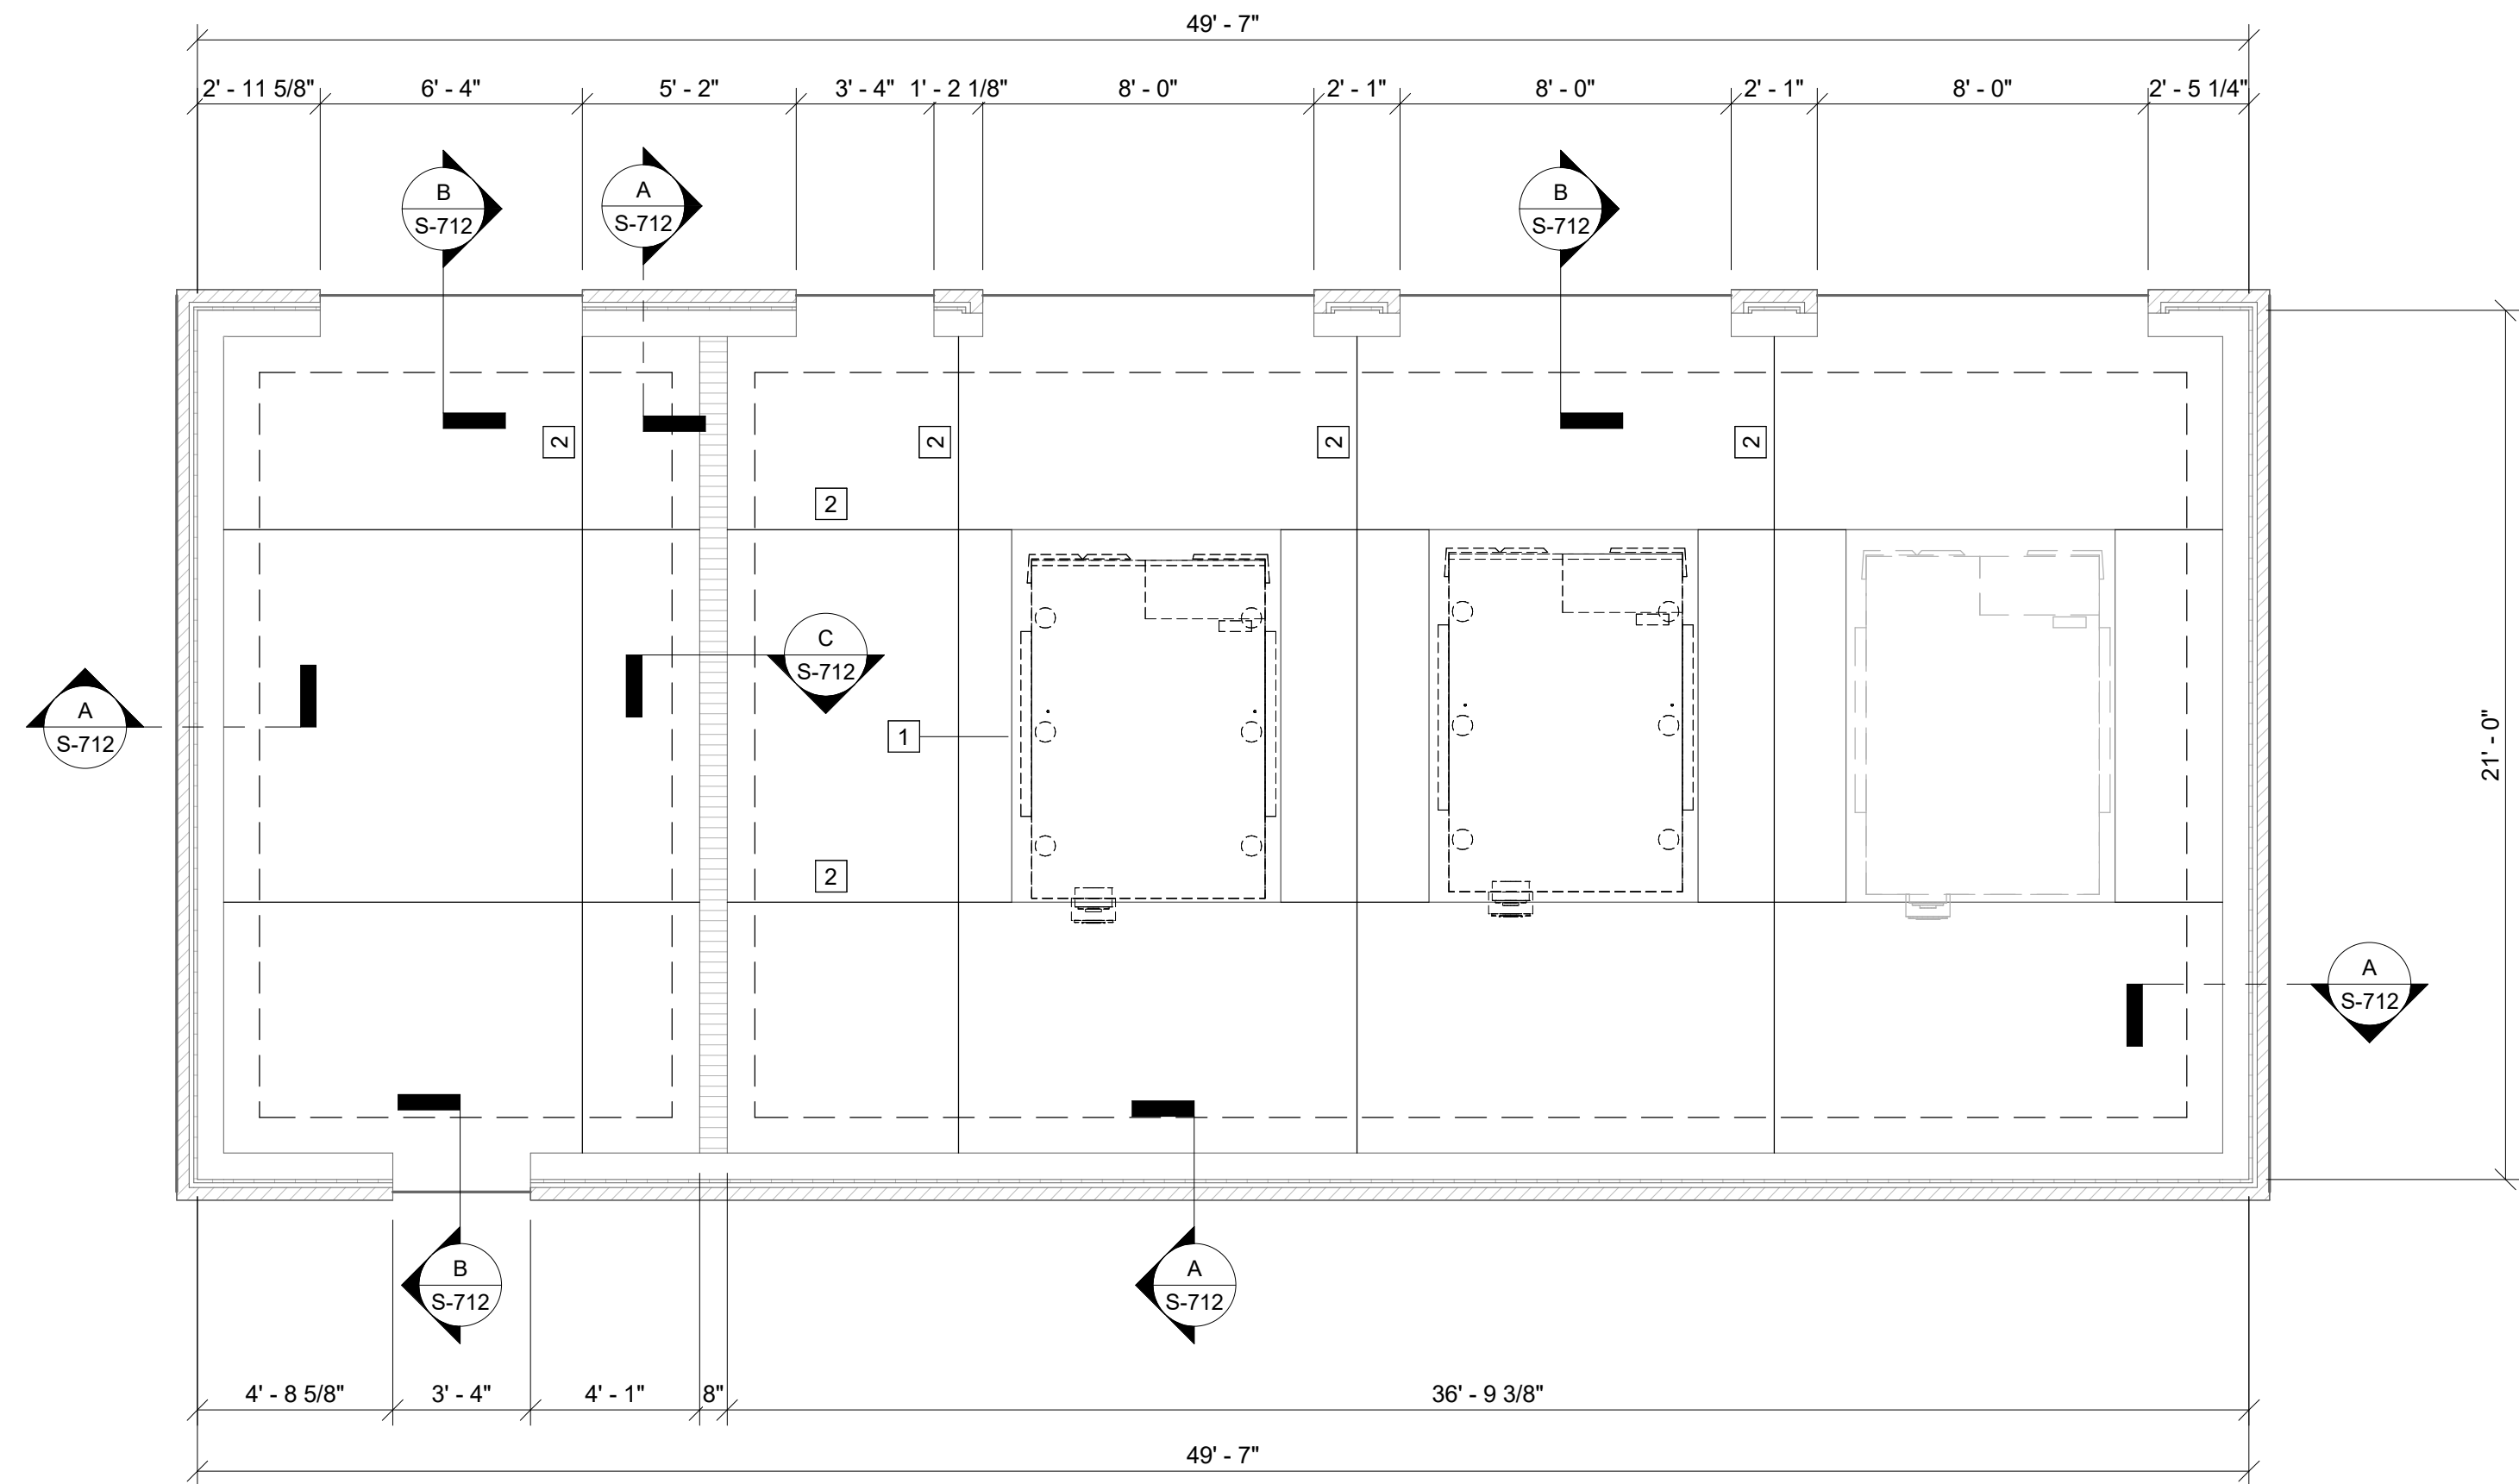 49' - 7"
2' - 11 5/8"
6' - 4"
5' - 2"
3' - 4"
1' - 2 1/8"
8' - 0"
2' - 1"
8' - 0"
2' - 1"
8' - 0"
2' - 5 1/4"
B
S-712
A
S-712
B
S-712
2
2
2
2
2
C
S-712
A
S-712
1
21' - 0"
2
A
S-712
B
S-712
A
S-712
4' - 8 5/8"
3' - 4"
4' - 1"
8"
36' - 9 3/8"
49' - 7"